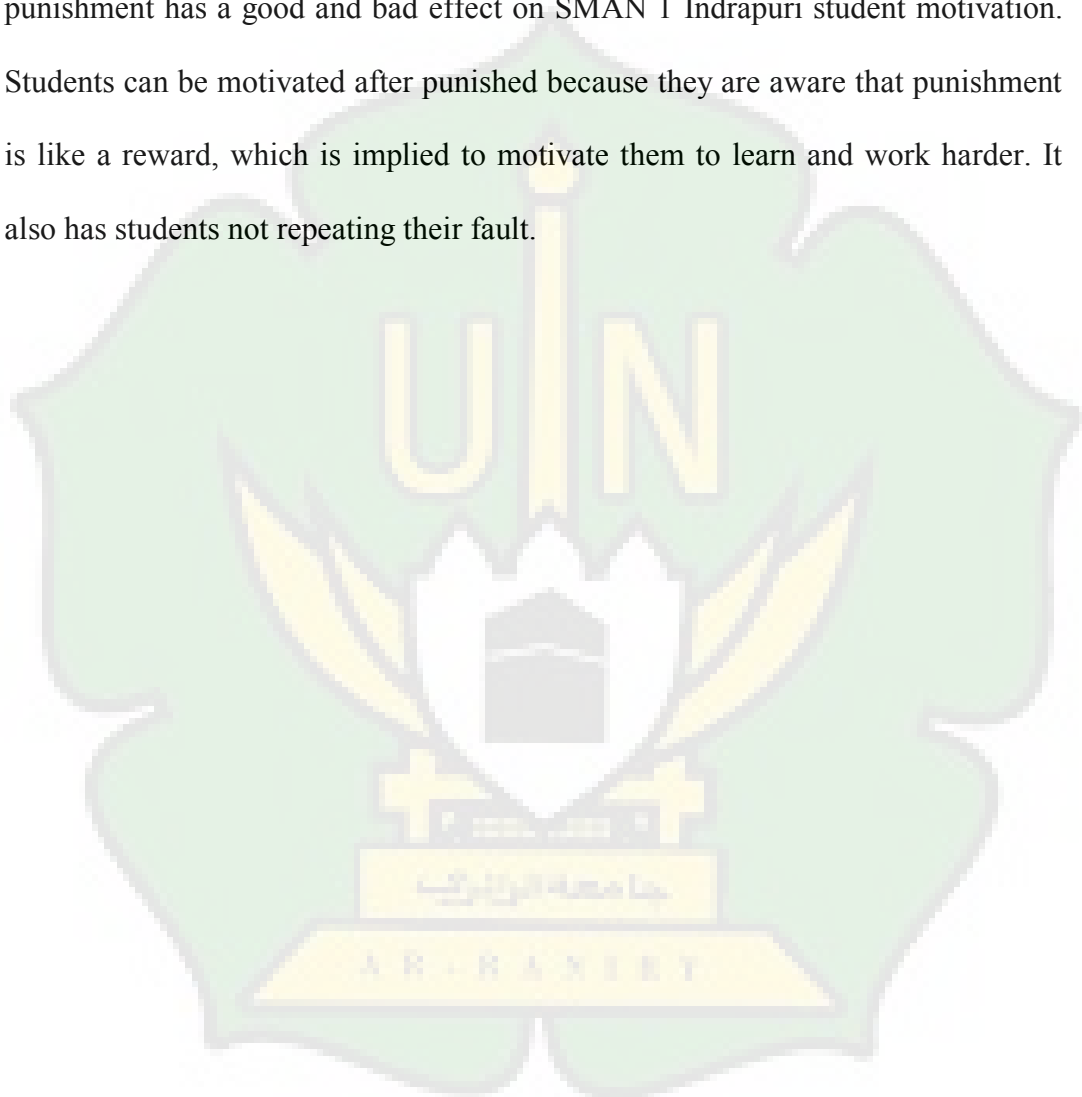 punishment has a good and bad effect on SMAN 1 Indrapuri student motivation.
Students can be motivated after punished because they are aware that punishment
is like a reward, which is implied to motivate them to learn and work harder. It
also has students not repeating their fault.
UIN
جامعة الرانري
AR-RANIRY